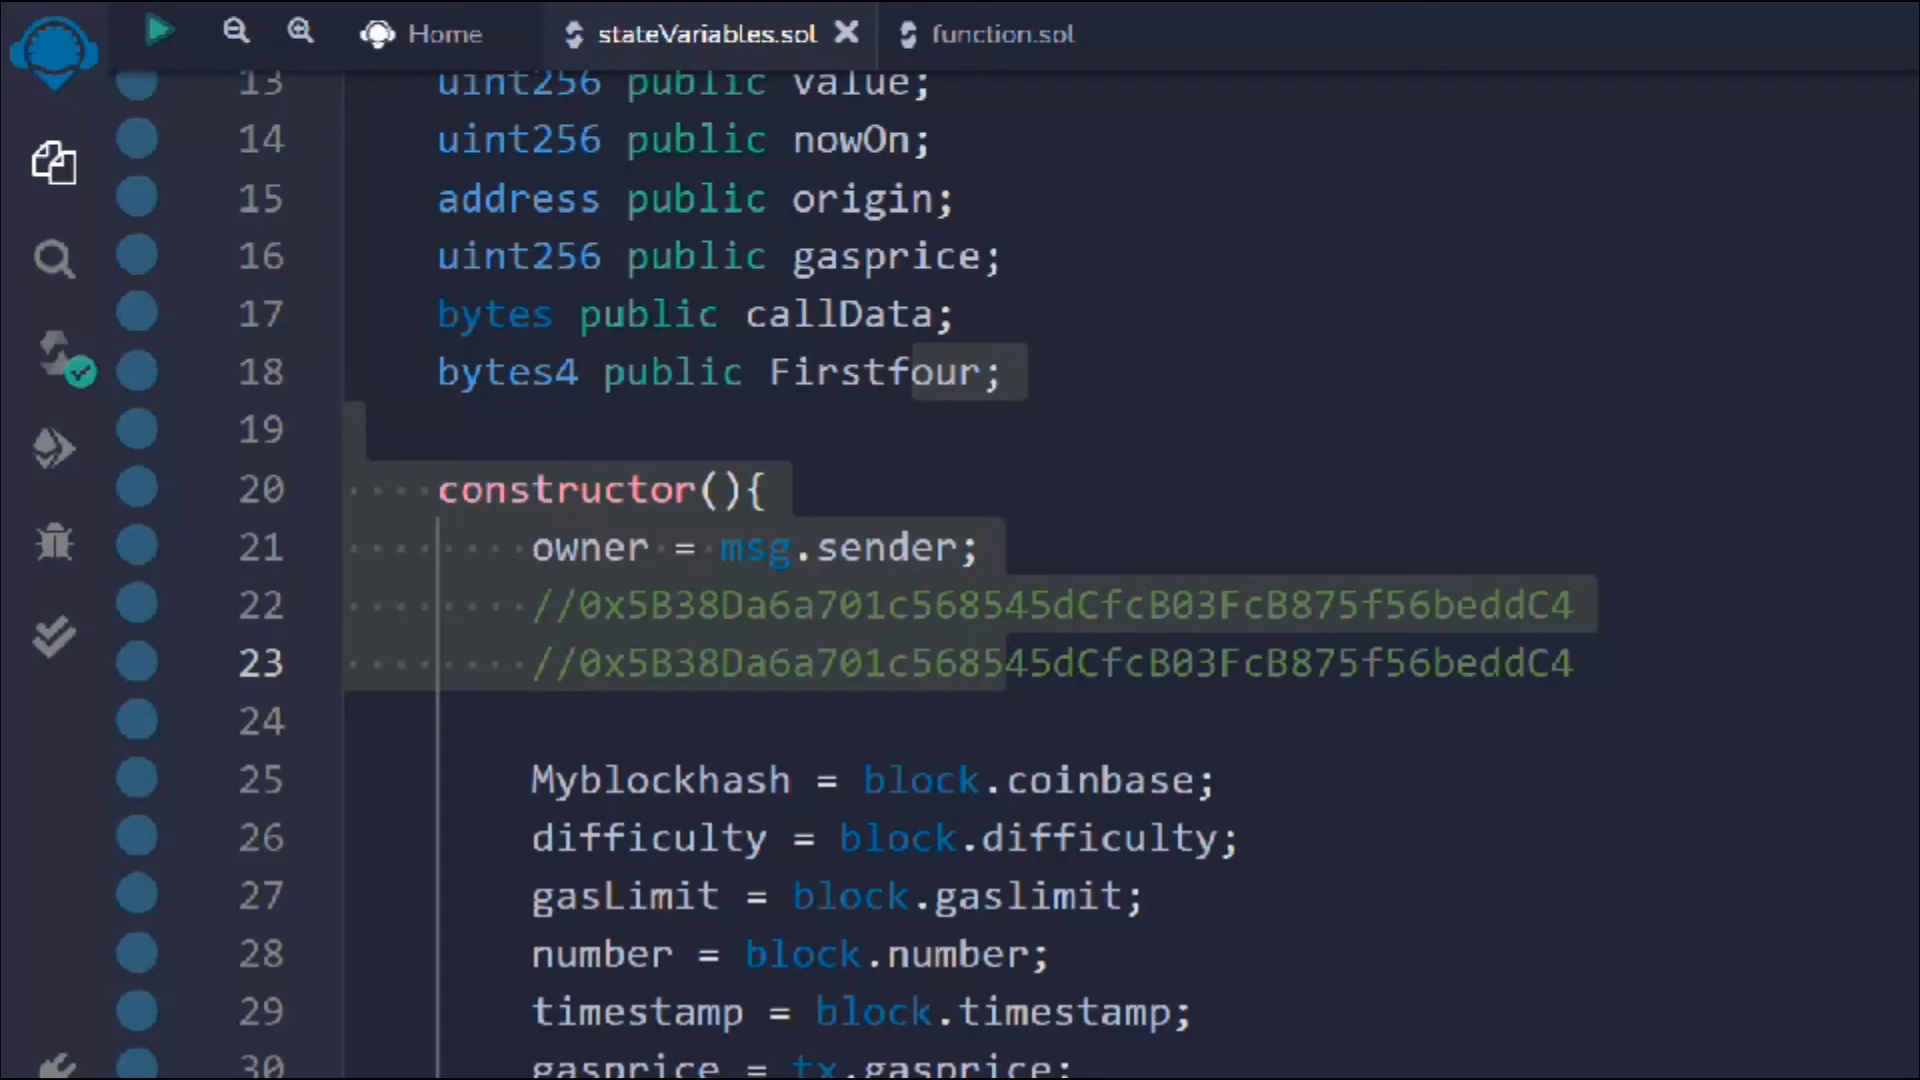 Home stateVariables.sol function.sol
13 uint256 public value;
14 uint256 public nowOn;
15 address public origin;
16 uint256 public gasprice;
17 bytes public callData;
18 bytes4 public Firstfour;
19
20 constructor(){
21 owner = msg.sender;
22 //0x5B38Da6a701c568545dCfcB03FcB875f56beddC4
23 //0x5B38Da6a701c568545dCfcB03FcB875f56beddC4
24
25 Myblockhash = block.coinbase;
26 difficulty = block.difficulty;
27 gasLimit = block.gaslimit;
28 number = block.number;
29 timestamp = block.timestamp;
30 gasprice = tx.gasprice;